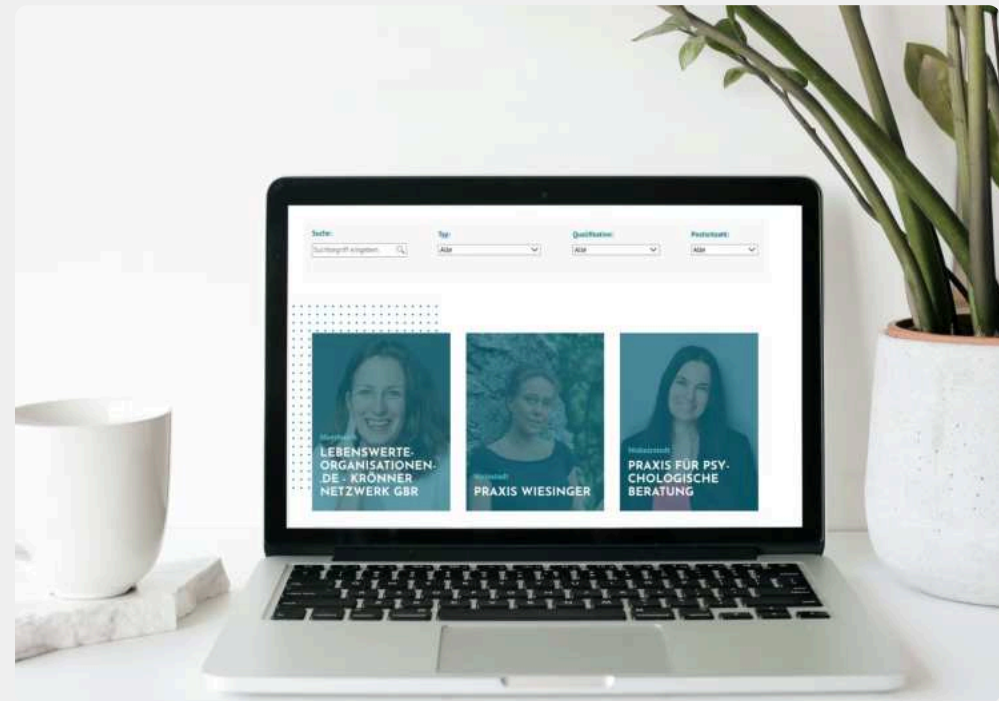 Suche:
Typ:
Qualifikation:
Postleitzahl:
Suchbegriff eingeben
Alle
Alle
Alle
LEBENSWERTE-
ORGANISATIONEN-
.DE - KRÖNNER
NETZWERK GBR
PRAXIS WIESINGER
PRAXIS FÜR PSY-
CHOLOGISCHE
BERATUNG